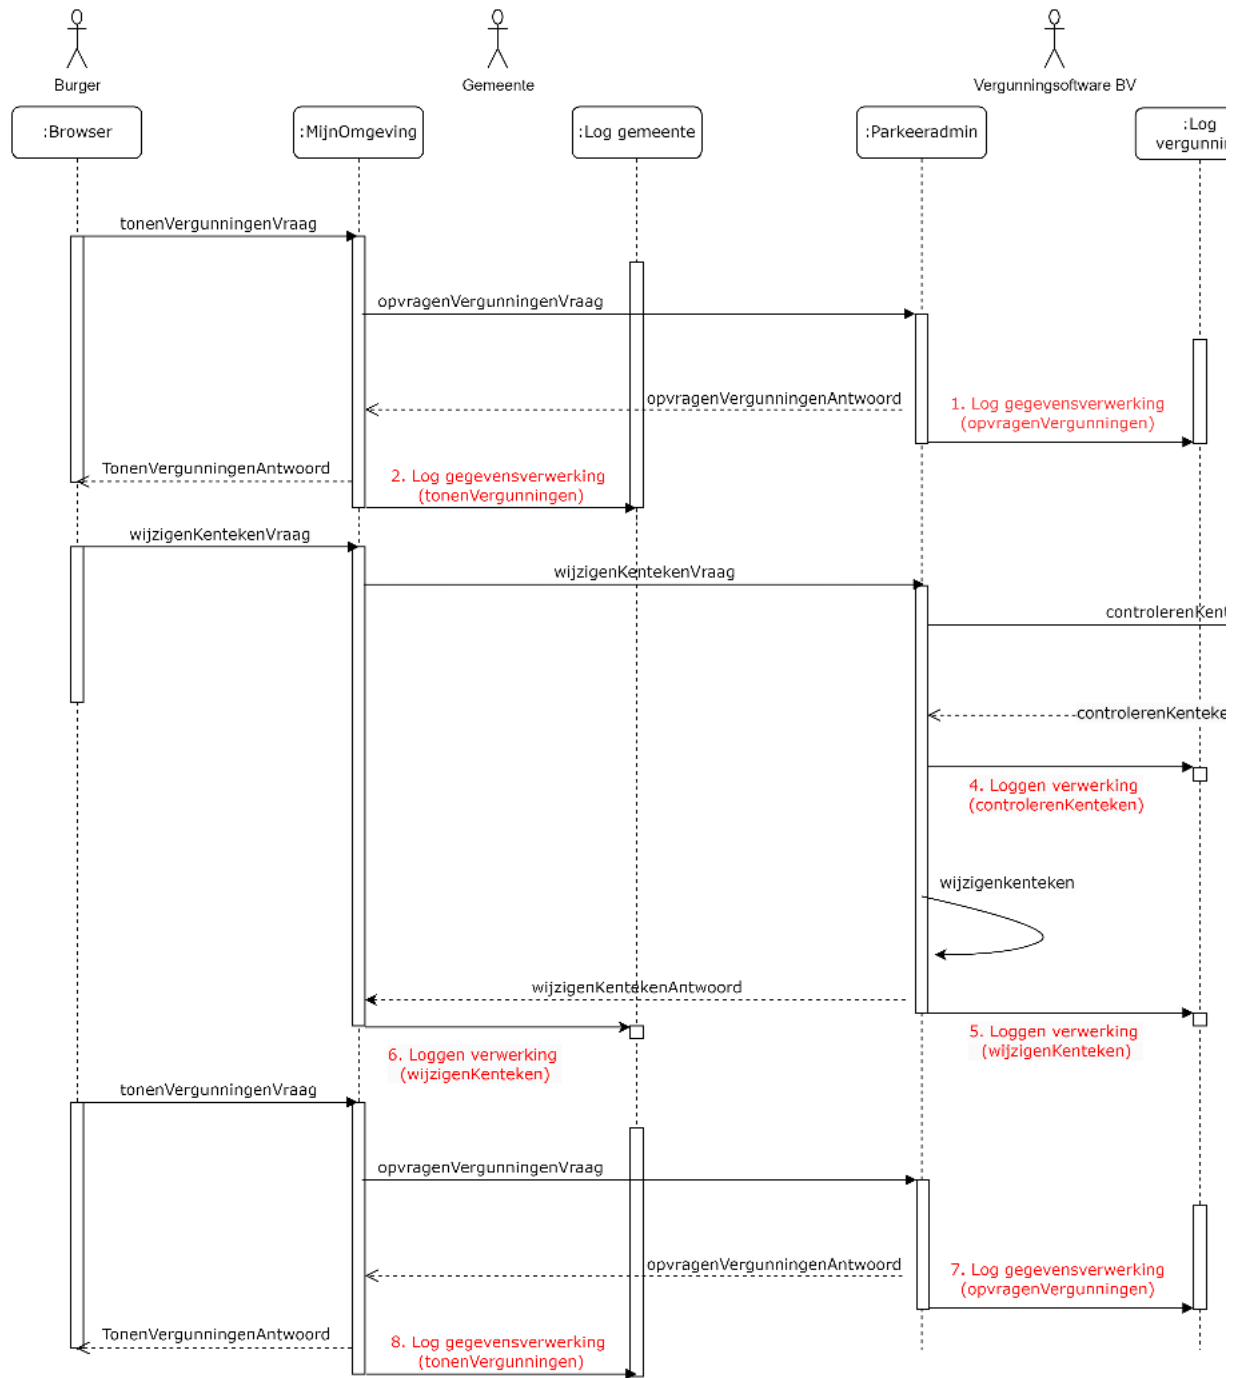 Burger
Gemeente
Vergunningsoftware BV
:Browser
:MijnOmgeving
:Log gemeente
:Parkeeradmin
:Log
vergunni
tonenVergunningenVraag
opvragenVergunningenVraag
opvragenVergunningenAntwoord
1. Log gegevensverwerking
(opvragenVergunningen)
TonenVergunningenAntwoord
2. Log gegevensverwerking
(tonenVergunningen)
wijzigenKentekenVraag
wijzigenKentekenVraag
controlerenKent
controlerenKenteke
4. Loggen verwerking
(controlerenKenteken)
wijzigenkenteken
wijzigenKentekenAntwoord
5. Loggen verwerking
(wijzigenKenteken)
6. Loggen verwerking
(wijzigenKenteken)
tonenVergunningenVraag
opvragenVergunningenVraag
opvragenVergunningenAntwoord
7. Log gegevensverwerking
(opvragenVergunningen)
TonenVergunningenAntwoord
8. Log gegevensverwerking
(tonenVergunningen)